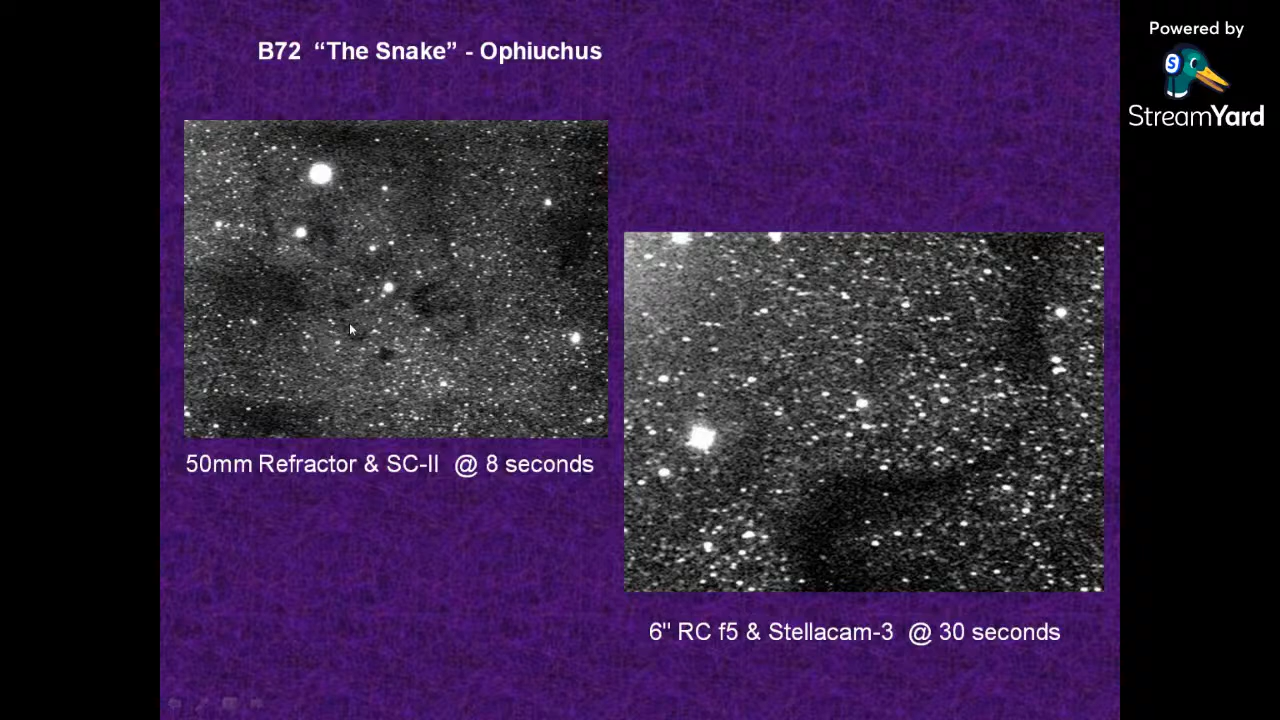 B72 “The Snake” - Ophiuchus
Powered by
S
StreamYard
50mm Refractor & SC-II @ 8 seconds
6" RC f5 & Stellacam-3 @ 30 seconds